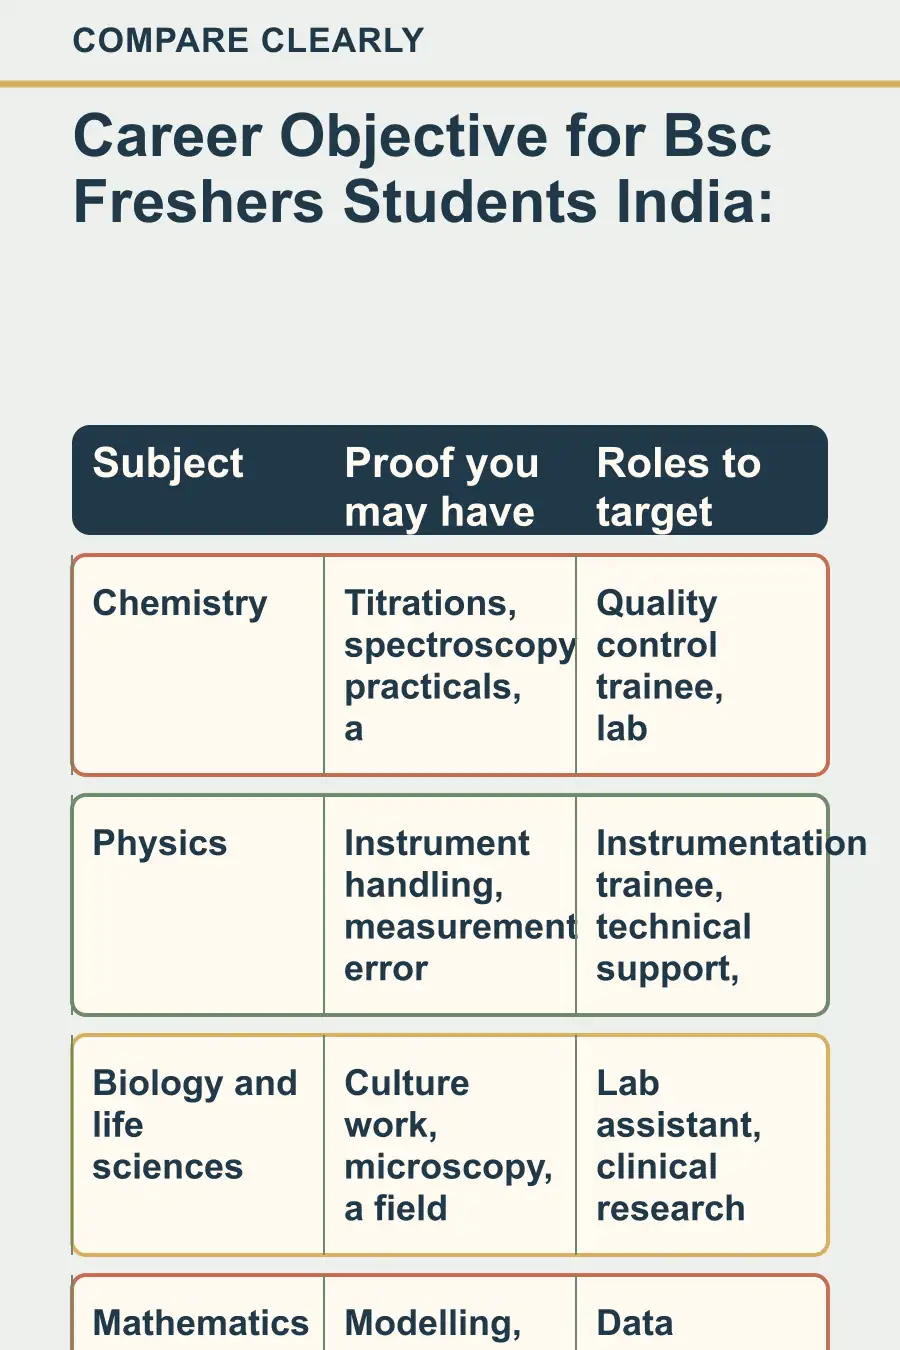 COMPARE CLEARLY
Career Objective for Bsc
Freshers Students India:
Subject
Proof you
may have
Roles to
target
Chemistry
Titrations,
spectroscopy
practicals,
a
Quality
control
trainee,
lab
Physics
Instrument
handling,
measurement
error
Instrumentation
trainee,
technical
support,
Biology and
life
sciences
Culture
work,
microscopy,
a field
Lab
assistant,
clinical
research
Mathematics
Modelling,
Data